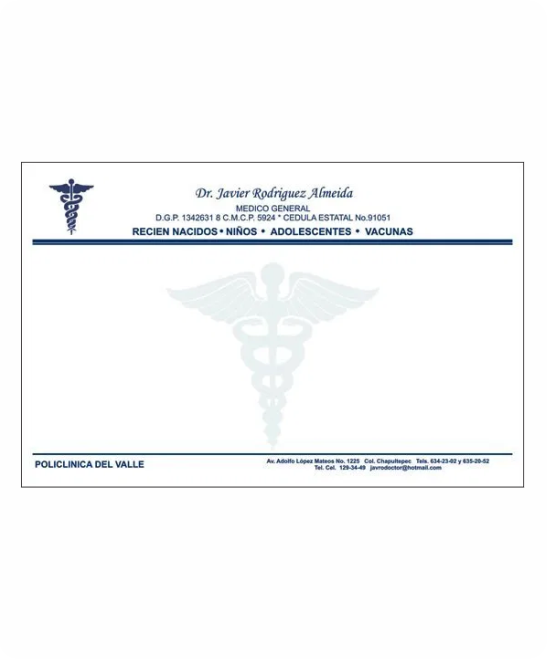 Dr. Javier Rodriguez Almeida
MEDICO GENERAL
D.G.P. 1342631 8 C.M.C.P. 5924 * CEDULA ESTATAL No.91051
RECIEN NACIDOS • NIÑOS • ADOLESCENTES • VACUNAS
POLICLINICA DEL VALLE
Av. Adolfo López Mateos No. 1225 Col. Chapultepec Tels. 634-23-02 y 635-20-52
Tel. Cel. 129-34-49 javrodoctor@hotmail.com